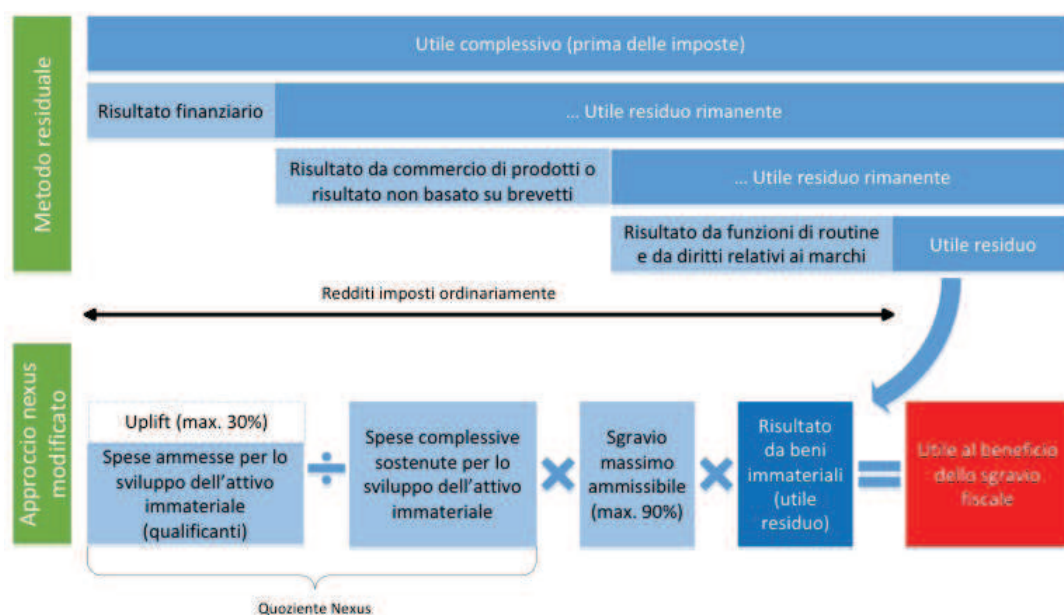 Metodo residuale
Utile complessivo (prima delle imposte)
Risultato finanziario
... Utile residuo rimanente
Risultato da commercio di prodotti o
risultato non basato su brevetti
... Utile residuo rimanente
Risultato da funzioni di routine
e da diritti relativi ai marchi
Utile residuo
Redditi imposti ordinariamente
Approccio nexus
modificato
Uplift (max. 30%)
Spese ammesse per lo
sviluppo dell'attivo
immateriale
(qualificanti)
÷
Spese complessive
sostenute per lo
sviluppo dell'attivo
immateriale
×
Sgravio
massimo
ammissibile
(max. 90%)
×
Risultato
da beni
immateriali
(utile
residuo)
=
Utile al beneficio
dello sgravio
fiscale
Quoziente Nexus